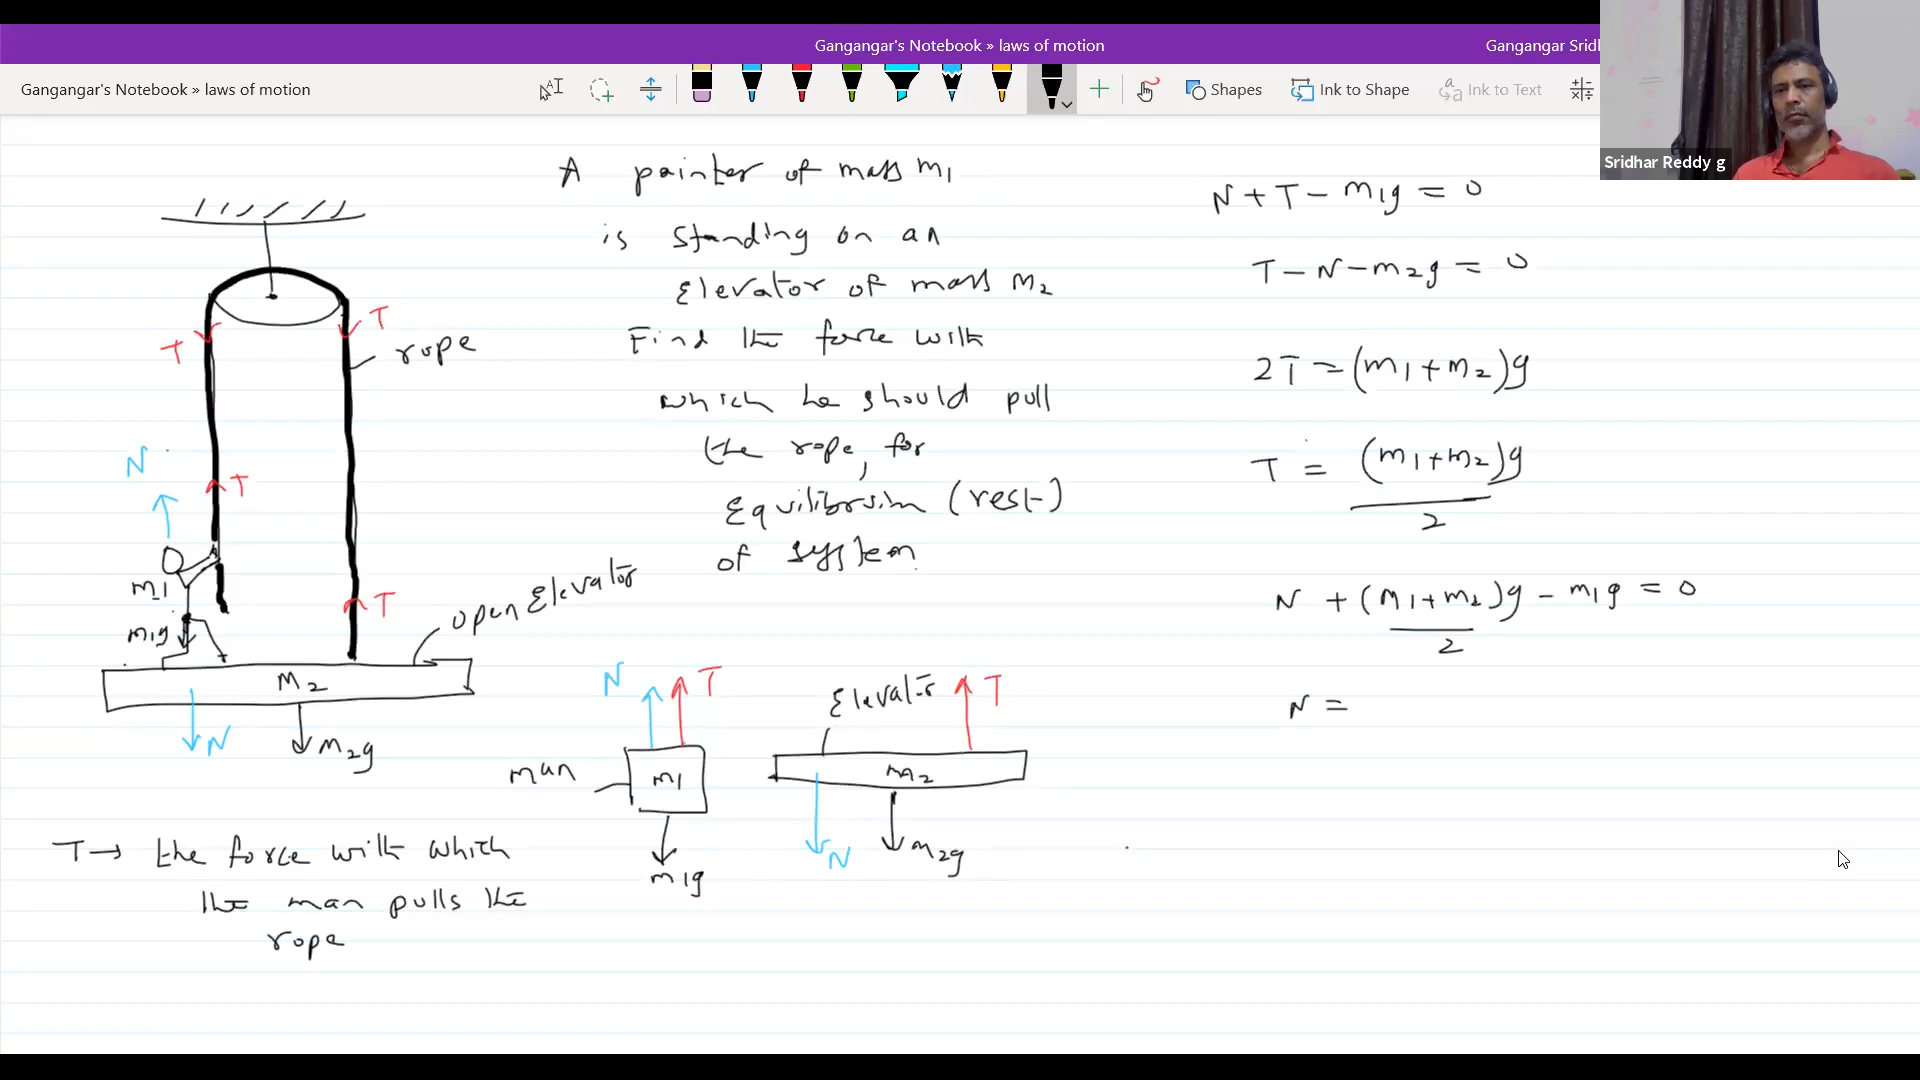 Gangangar's Notebook » laws of motion
Gangangar Sridl
Gangangar's Notebook » laws of motion
Shapes
Ink to Shape
Ink to Text
Sridhar Reddy g
A painter of mass m1
is standing on an
Elevator of mass M2
Find the force with
which he should pull
the rope, for
Equilibrium (rest)
of system
T
T
rope
N
T
m1
m1g
T
open Elevator
M2
N
m2g
T → the force with which
the man pulls the
rope
N
T
man
m1
m1g
Elevator
T
m2
N
m2g
N + T - m1g = 0
T - N - m2g = 0
2T = (m1+m2)g
T = (m1+m2)g
2
N + (m1+m2)g - m1g = 0
2
N =